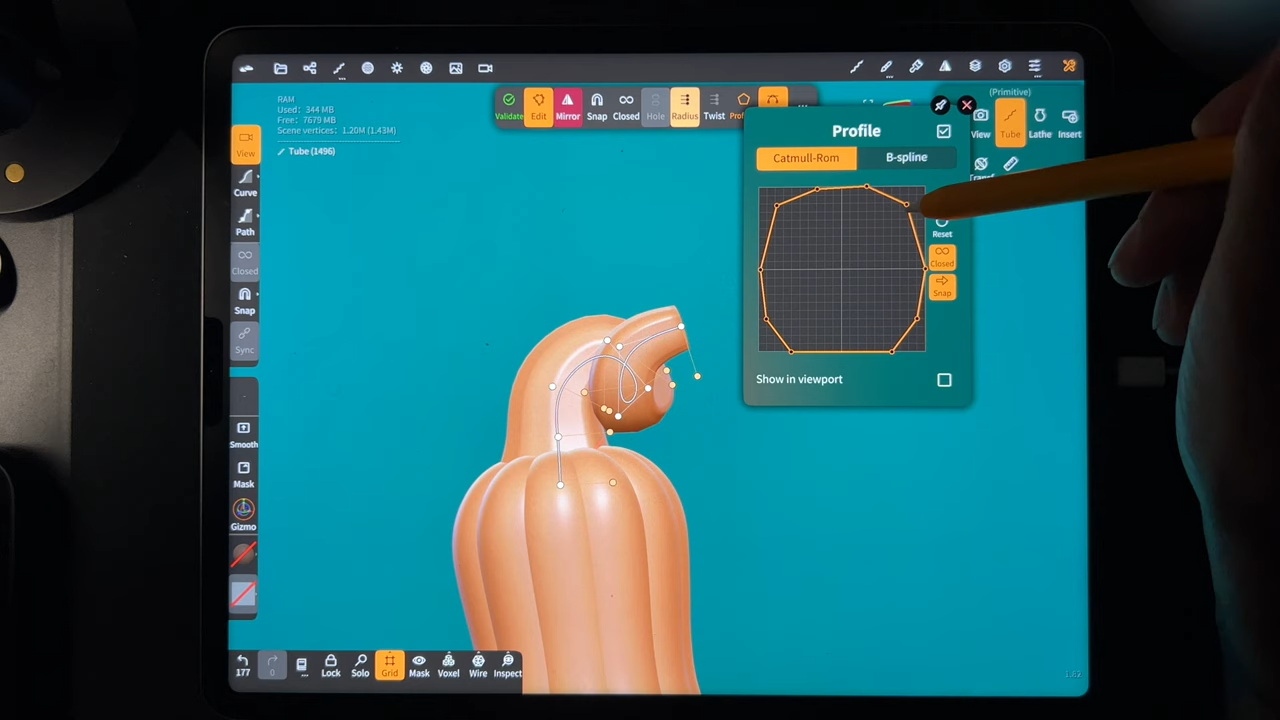 RAM
Used: 344 MB
Free: 7679 MB
Scene vertices: 1.20M (1.43M)
Tube (1496)
Validate
Edit
Mirror
Snap
Closed
Hole
Radius
Twist
(Primitive)
View
Tube
Lathe
Insert
Profile
Catmull-Rom
B-spline
Reset
Closed
Snap
Show in viewport
View
Curve
Path
Closed
Snap
Sync
Smooth
Mask
Gizmo
177
0
Lock
Solo
Grid
Mask
Voxel
Wire
Inspect
1.82